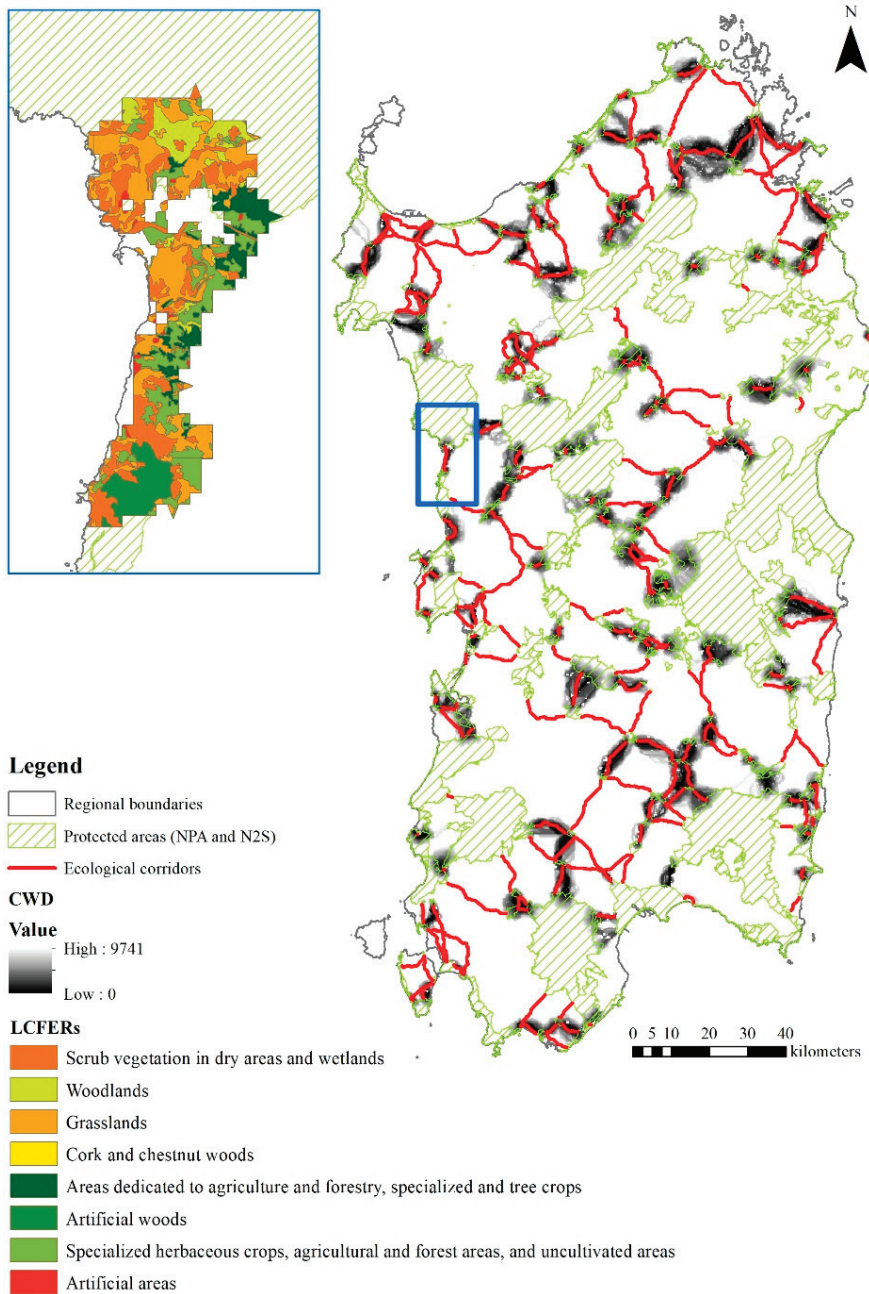 N
Legend
Regional boundaries
Protected areas (NPA and N2S)
Ecological corridors
CWD
Value
High : 9741
Low : 0
LCFERs
Scrub vegetation in dry areas and wetlands
Woodlands
Grasslands
Cork and chestnut woods
Areas dedicated to agriculture and forestry, specialized and tree crops
Artificial woods
Specialized herbaceous crops, agricultural and forest areas, and uncultivated areas
Artificial areas
0 5 10 20 30 40
kilometers